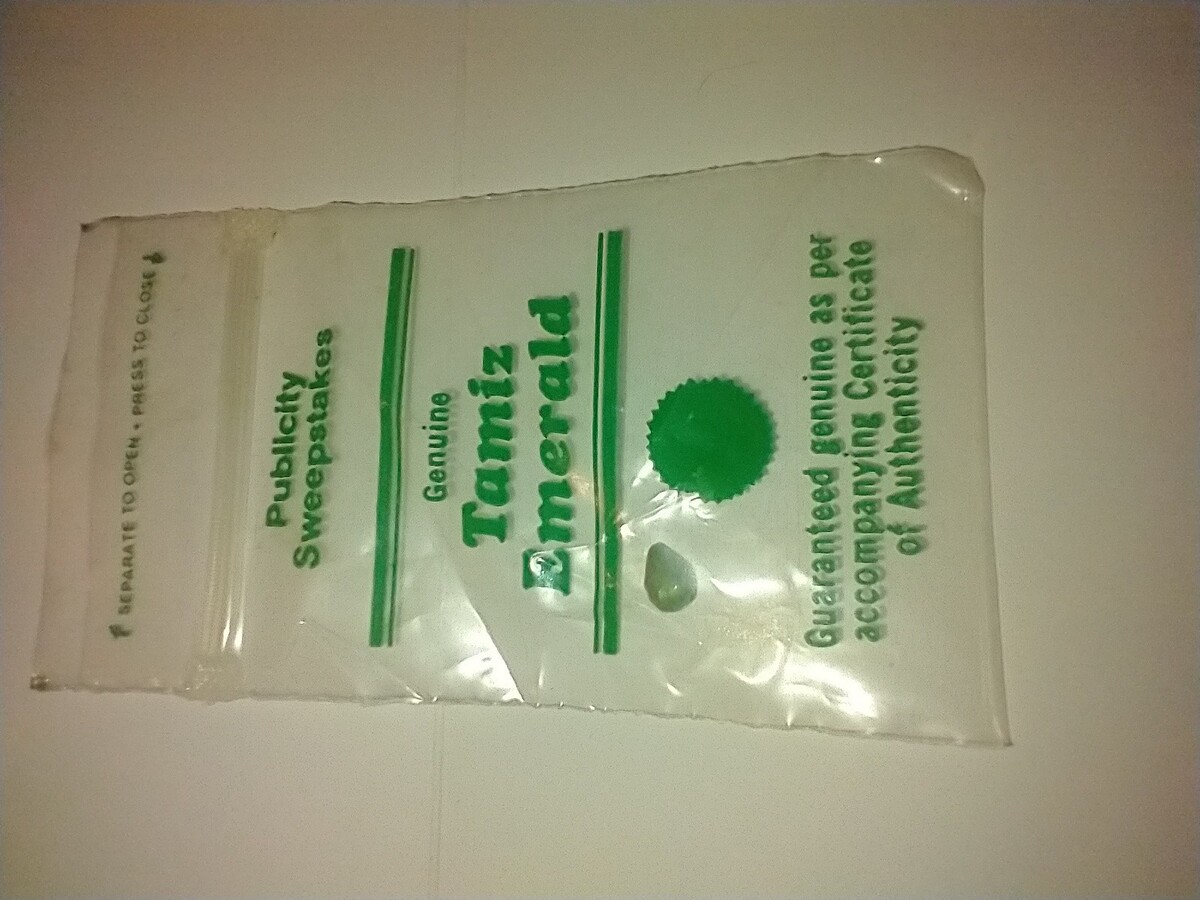 SEPARATE TO OPEN • PRESS TO CLOSE
Publicity
Sweepstakes
Genuine
Tamiz
Emerald
Guaranteed genuine as per
accompanying Certificate
of Authenticity